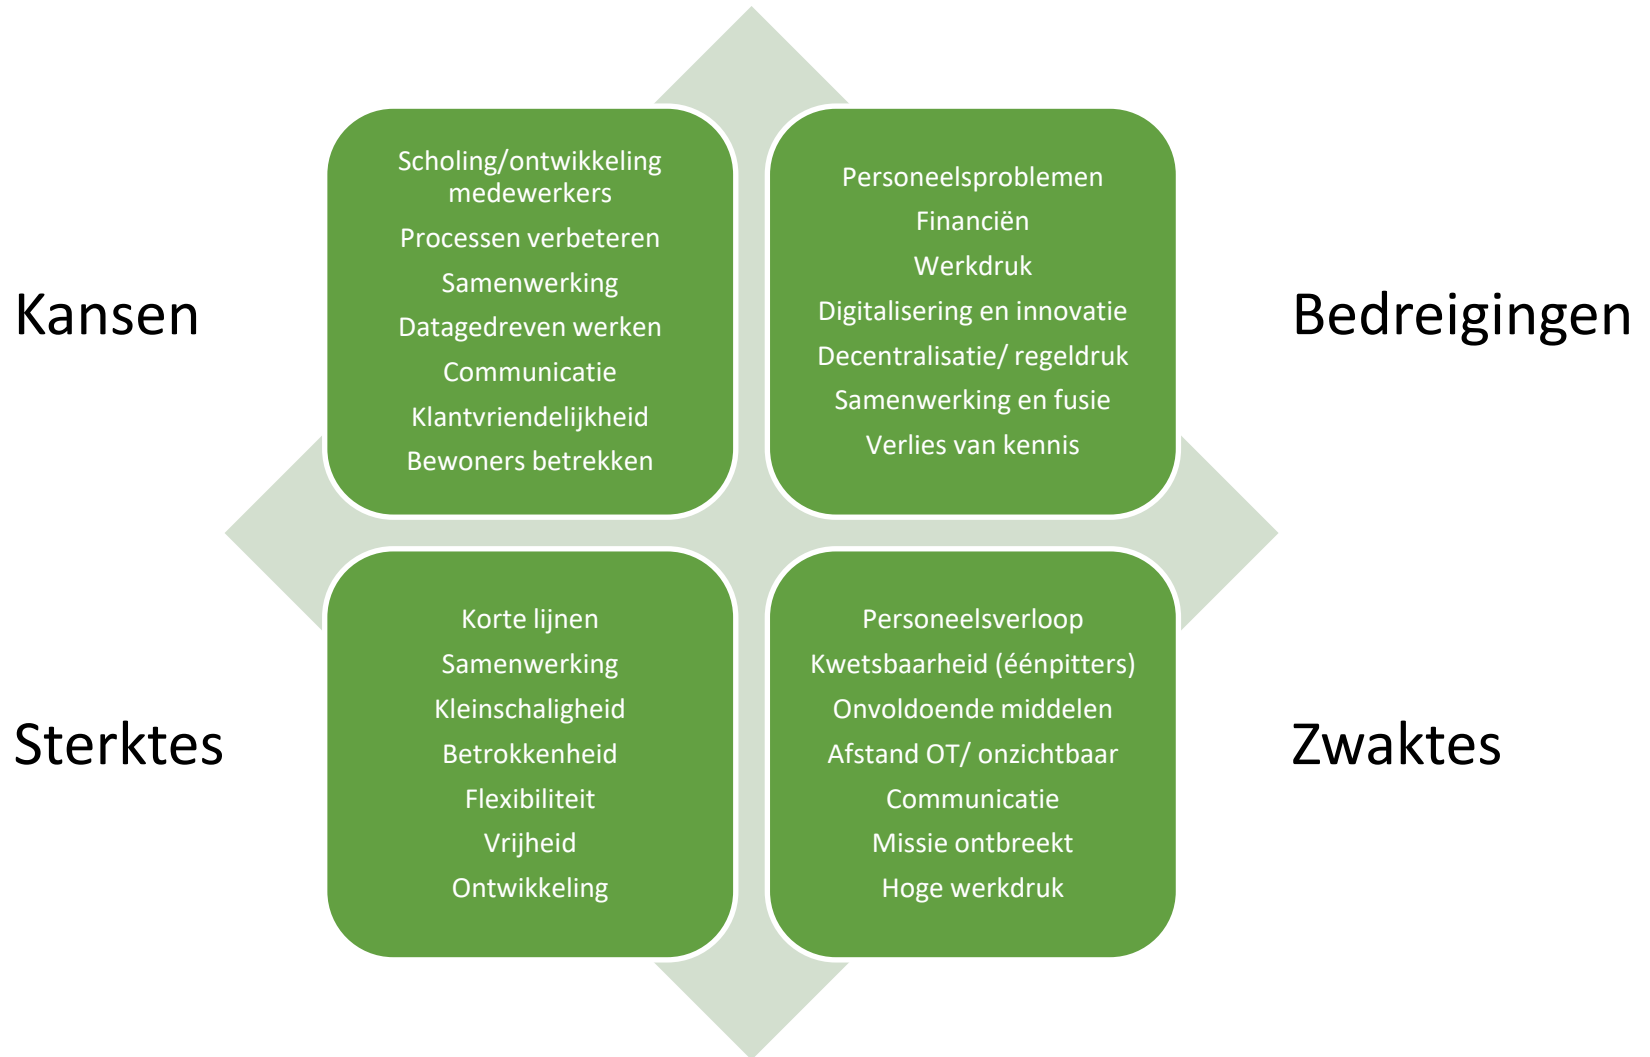 Kansen
Scholing/ontwikkeling
medewerkers
Processen verbeteren
Samenwerking
Datagedreven werken
Communicatie
Klantvriendelijkheid
Bewoners betrekken
Personeelsproblemen
Financiën
Werkdruk
Digitalisering en innovatie
Decentralisatie/ regeldruk
Samenwerking en fusie
Verlies van kennis
Bedreigingen
Sterktes
Korte lijnen
Samenwerking
Kleinschaligheid
Betrokkenheid
Flexibiliteit
Vrijheid
Ontwikkeling
Personeelsverloop
Kwetsbaarheid (éénpitters)
Onvoldoende middelen
Afstand OT/ onzichtbaar
Communicatie
Missie ontbreekt
Hoge werkdruk
Zwaktes